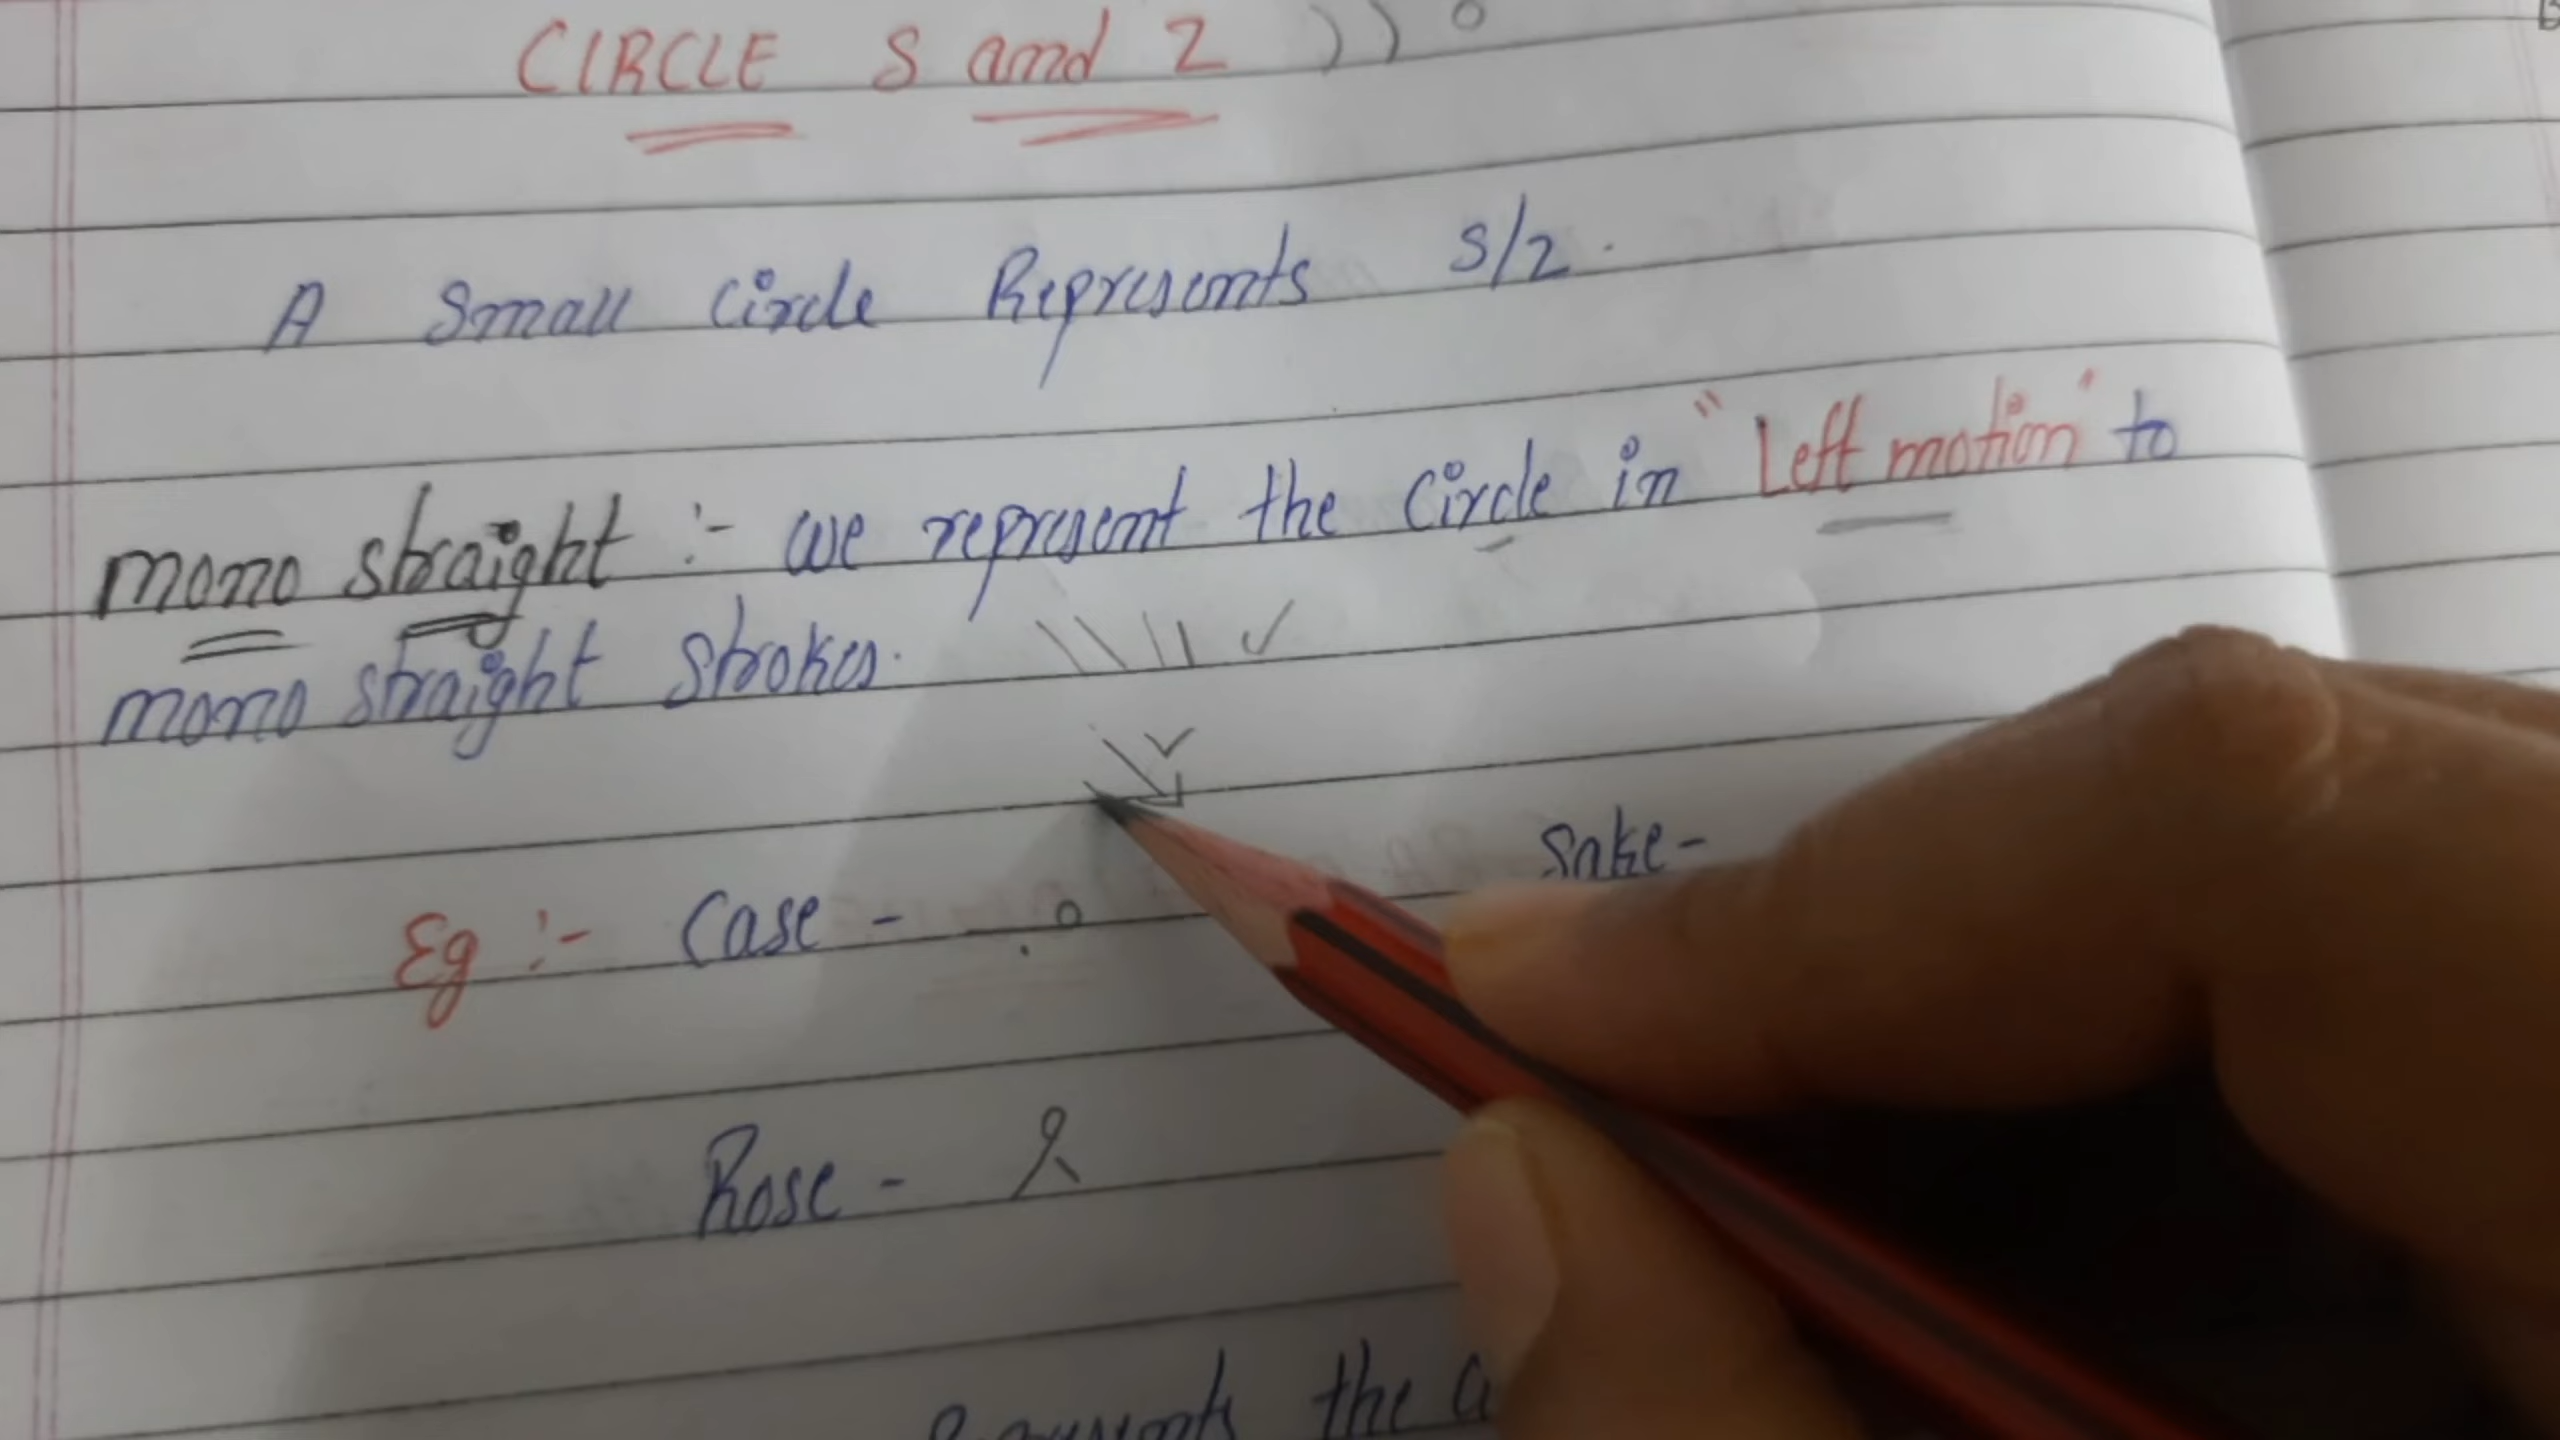 CIRCLE S and Z
A Small Circle Represents S/Z.
mono straight :- we represent the circle in "Left motion" to
mono straight strokes.
Eg :- Case - Sake -
Rose -
the